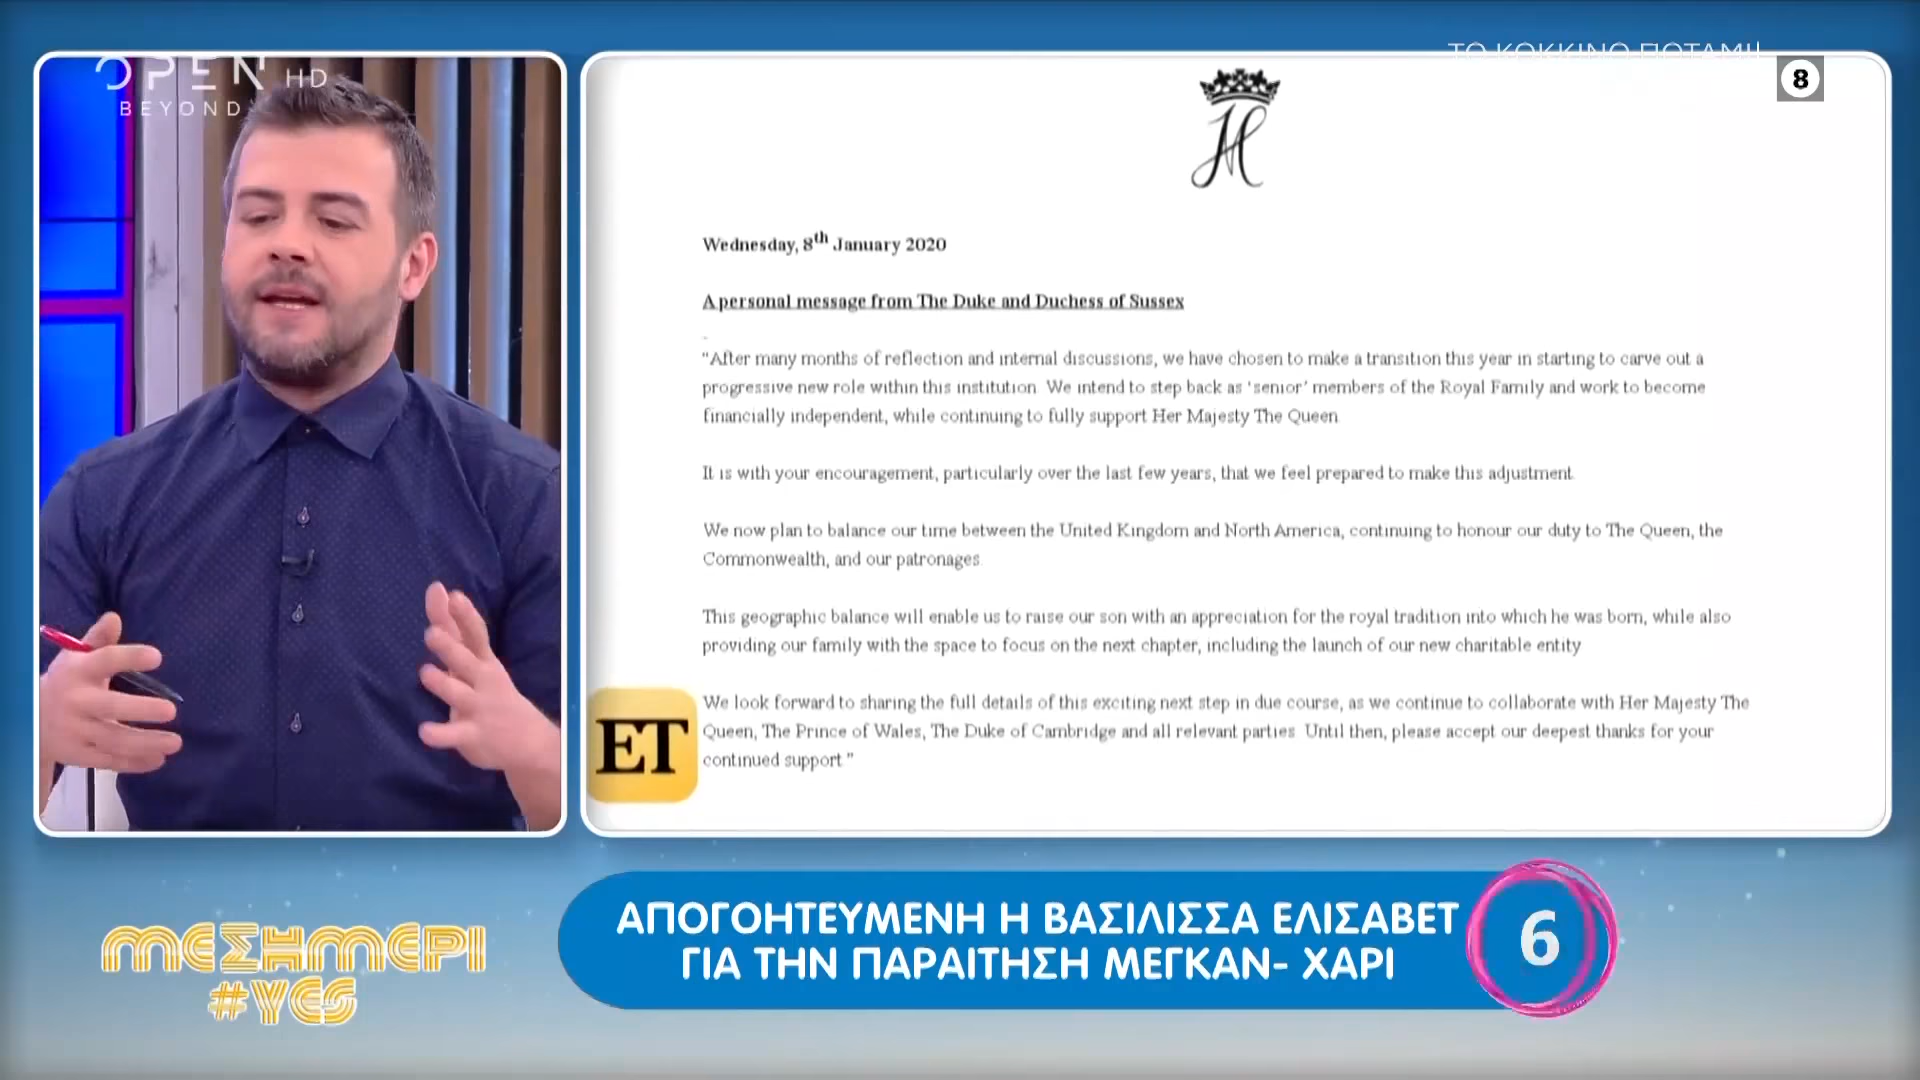 OPEN HD
BEYOND
ΤΟ ΚΟΚΚΙΝΟ ΠΟΤΑΜΙ
8
Wednesday, 8th January 2020
A personal message from The Duke and Duchess of Sussex
"After many months of reflection and internal discussions, we have chosen to make a transition this year in starting to carve out a
progressive new role within this institution. We intend to step back as 'senior' members of the Royal Family and work to become
financially independent, while continuing to fully support Her Majesty The Queen
It is with your encouragement, particularly over the last few years, that we feel prepared to make this adjustment
We now plan to balance our time between the United Kingdom and North America, continuing to honour our duty to The Queen, the
Commonwealth, and our patronages
This geographic balance will enable us to raise our son with an appreciation for the royal tradition into which he was born, while also
providing our family with the space to focus on the next chapter, including the launch of our new charitable entity
We look forward to sharing the full details of this exciting next step in due course, as we continue to collaborate with Her Majesty The
Queen, The Prince of Wales, The Duke of Cambridge and all relevant parties. Until then, please accept our deepest thanks for your
continued support."
ET
ΜΕΣΗΜΕΡΙ
#YES
ΑΠΟΓΟΗΤΕΥΜΕΝΗ Η ΒΑΣΙΛΙΣΣΑ ΕΛΙΣΑΒΕΤ
ΓΙΑ ΤΗΝ ΠΑΡΑΙΤΗΣΗ ΜΕΓΚΑΝ- ΧΑΡΙ
6